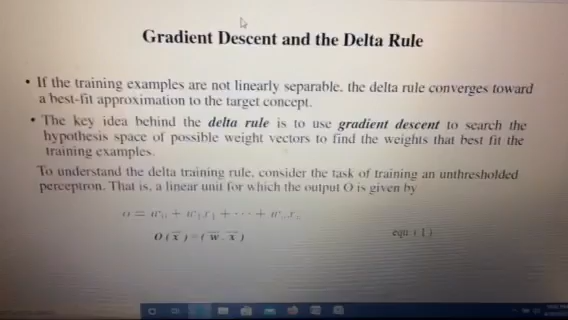 Gradient Descent and the Delta Rule
• If the training examples are not linearly separable, the delta rule converges toward
a best-fit approximation to the target concept.
• The key idea behind the delta rule is to use gradient descent to search the
hypothesis space of possible weight vectors to find the weights that best fit the
training examples.
To understand the delta training rule, consider the task of training an unthresholded
perceptron. That is, a linear unit for which the output O is given by
o = w₀ + w₁x₁ + ··· + wₙxₙ
O(x⃗) = (w⃗ . x⃗) equ (1)